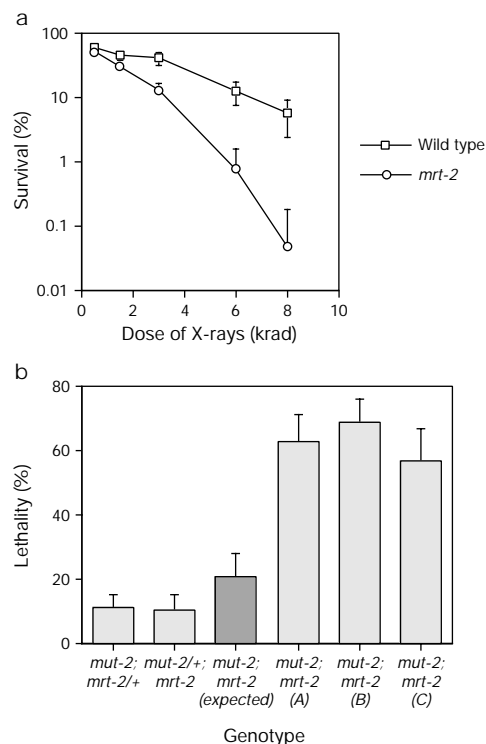 a
100
10
1
0.1
0.01
Survival (%)
0 2 4 6 8 10
Dose of X-rays (krad)
Wild type
mrt-2
b
80
60
40
20
0
Lethality (%)
mut-2; mut-2/+; mut-2; mut-2; mut-2; mut-2;
mrt-2/+ mrt-2 mrt-2 mrt-2 mrt-2 mrt-2
(expected) (A) (B) (C)
Genotype